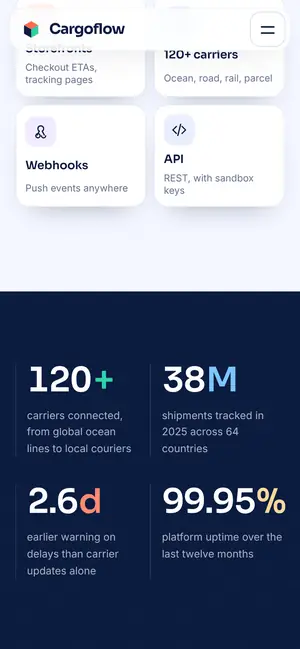 Cargoflow
Storefronts
Checkout ETAs,
tracking pages
120+ carriers
Ocean, road, rail, parcel
Webhooks
Push events anywhere
API
REST, with sandbox
keys
120+
carriers connected,
from global ocean
lines to local couriers
38M
shipments tracked in
2025 across 64
countries
2.6d
earlier warning on
delays than carrier
updates alone
99.95%
platform uptime over the
last twelve months